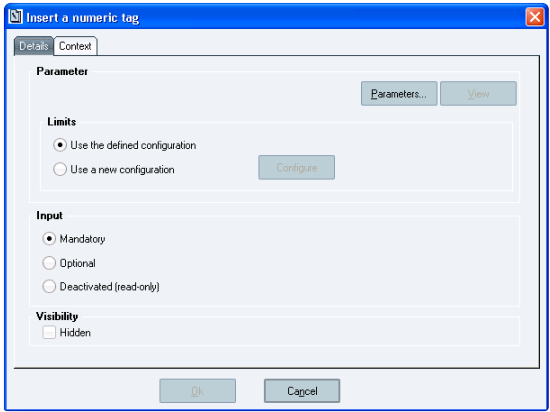 Insert a numeric tag
Details Context
Parameter
Parameters... View
Limits
Use the defined configuration
Use a new configuration Configure
Input
Mandatory
Optional
Deactivated (read-only)
Visibility
Hidden
Ok Cancel